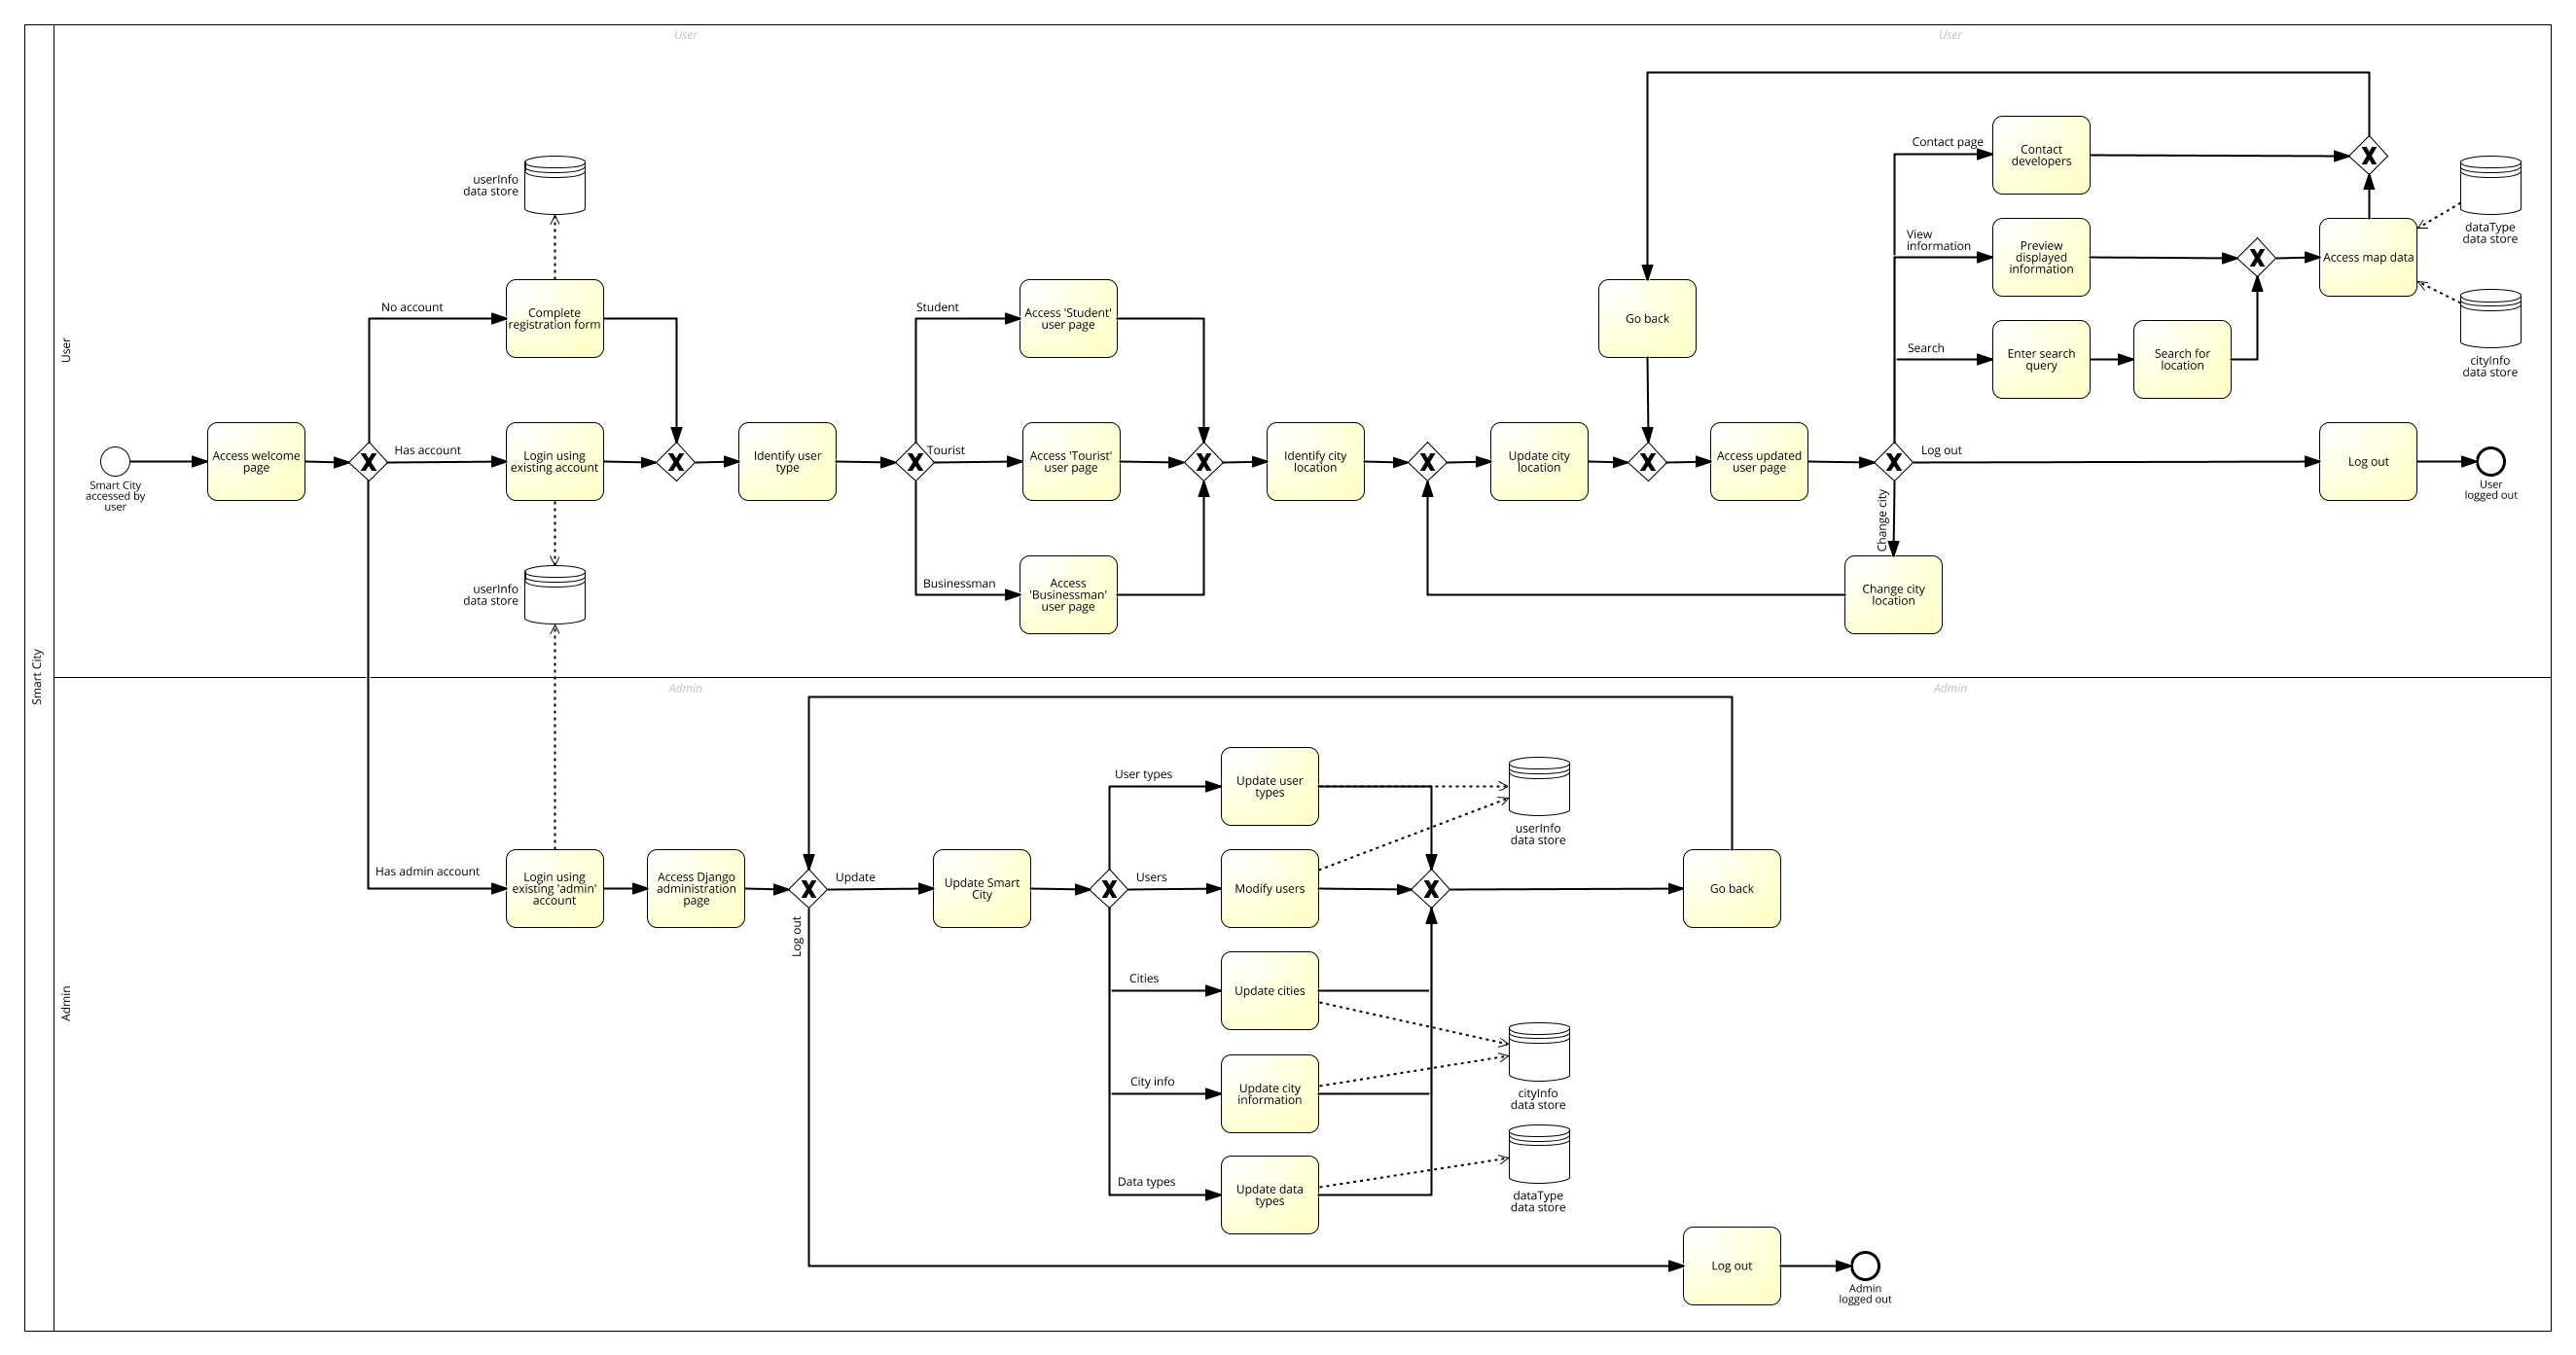 User
User
Contact page
Contact
developers
userInfo
data store
dataType
data store
View
information
Preview
displayed
information
Access map data
No account
Complete
registration form
Student
Access 'Student'
user page
Go back
Search
Enter search
query
Search for
location
cityInfo
data store
User
Smart City
accessed by
user
Access welcome
page
Has account
Login using
existing account
Identify user
type
Tourist
Access 'Tourist'
user page
Identify city
location
Update city
location
Access updated
user page
Log out
Log out
User
logged out
Change city
userInfo
data store
Businessman
Access
'Businessman'
user page
Change city
location
Smart City
Admin
Admin
User types
Update user
types
userInfo
data store
Has admin account
Login using
existing 'admin'
account
Access Django
administration
page
Update
Update Smart
City
Users
Modify users
Go back
Log out
Admin
Cities
Update cities
City info
Update city
information
cityInfo
data store
Data types
Update data
types
dataType
data store
Log out
Admin
logged out